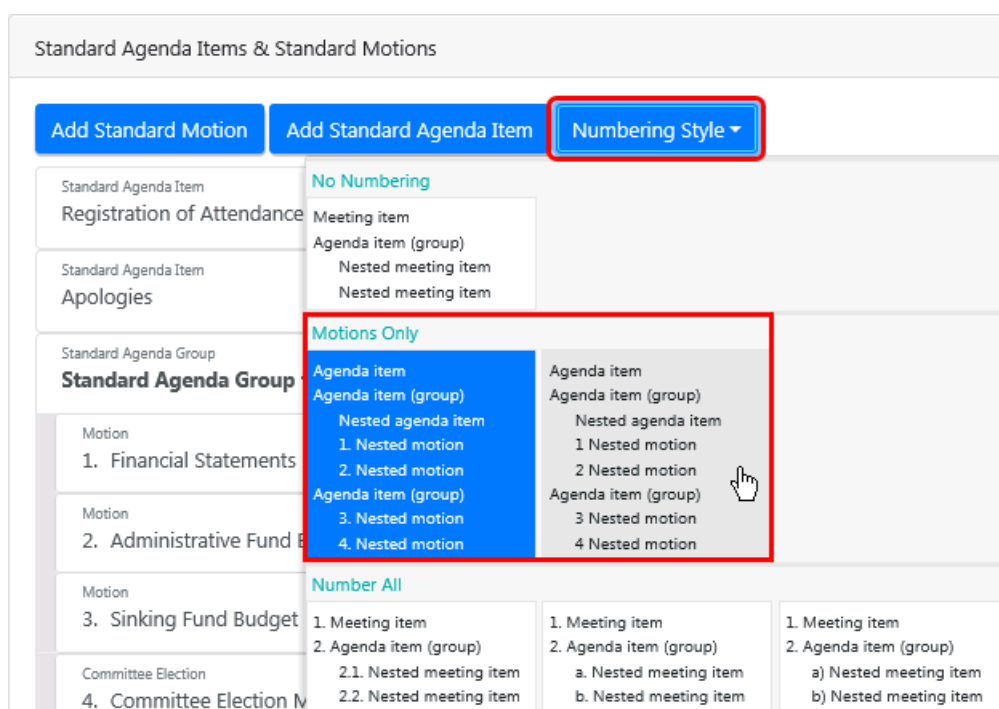 Standard Agenda Items & Standard Motions
Add Standard Motion
Add Standard Agenda Item
Numbering Style
Standard Agenda Item
Registration of Attendance
Standard Agenda Item
Apologies
Standard Agenda Group
Standard Agenda Group
Motion
1. Financial Statements
Motion
2. Administrative Fund
Motion
3. Sinking Fund Budget
Committee Election
4. Committee Election
No Numbering
Meeting item
Agenda item (group)
Nested meeting item
Nested meeting item
Motions Only
Agenda item
Agenda item (group)
Nested agenda item
1. Nested motion
2. Nested motion
Agenda item (group)
3. Nested motion
4. Nested motion
Agenda item
Agenda item (group)
Nested agenda item
1 Nested motion
2 Nested motion
Agenda item (group)
3 Nested motion
4 Nested motion
Number All
1. Meeting item
2. Agenda item (group)
2.1. Nested meeting item
2.2. Nested meeting item
1. Meeting item
2. Agenda item (group)
a. Nested meeting item
b. Nested meeting item
1. Meeting item
2. Agenda item (group)
a) Nested meeting item
b) Nested meeting item